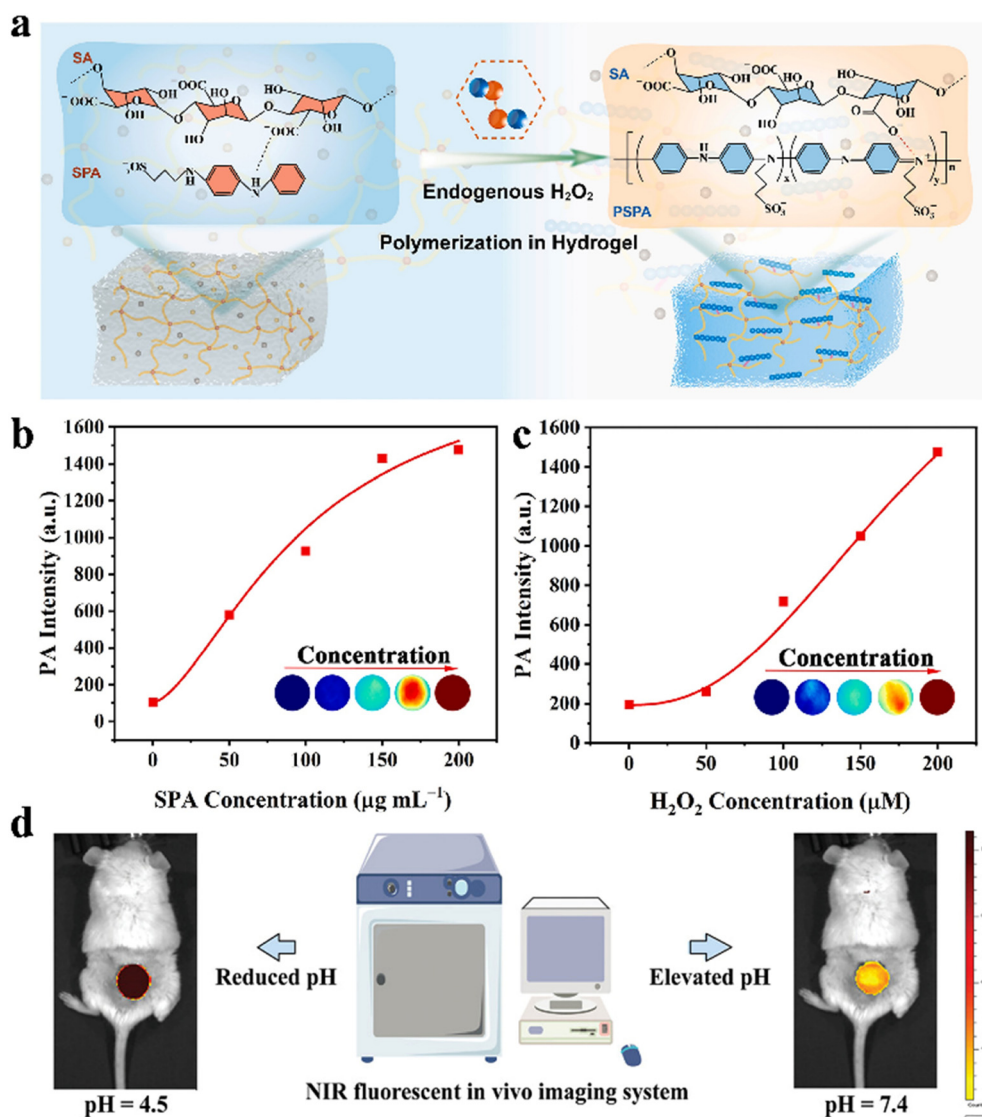 a
SA
SPA
Endogenous H₂O₂
Polymerization in Hydrogel
SA
PSPA
b
PA Intensity (a.u.)
1600
1400
1200
1000
800
600
400
200
0
Concentration
0 50 100 150 200
SPA Concentration (µg mL⁻¹)
c
PA Intensity (a.u.)
1600
1400
1200
1000
800
600
400
200
0
Concentration
0 50 100 150 200
H₂O₂ Concentration (µM)
d
Reduced pH
Elevated pH
NIR fluorescent in vivo imaging system
pH = 4.5
pH = 7.4